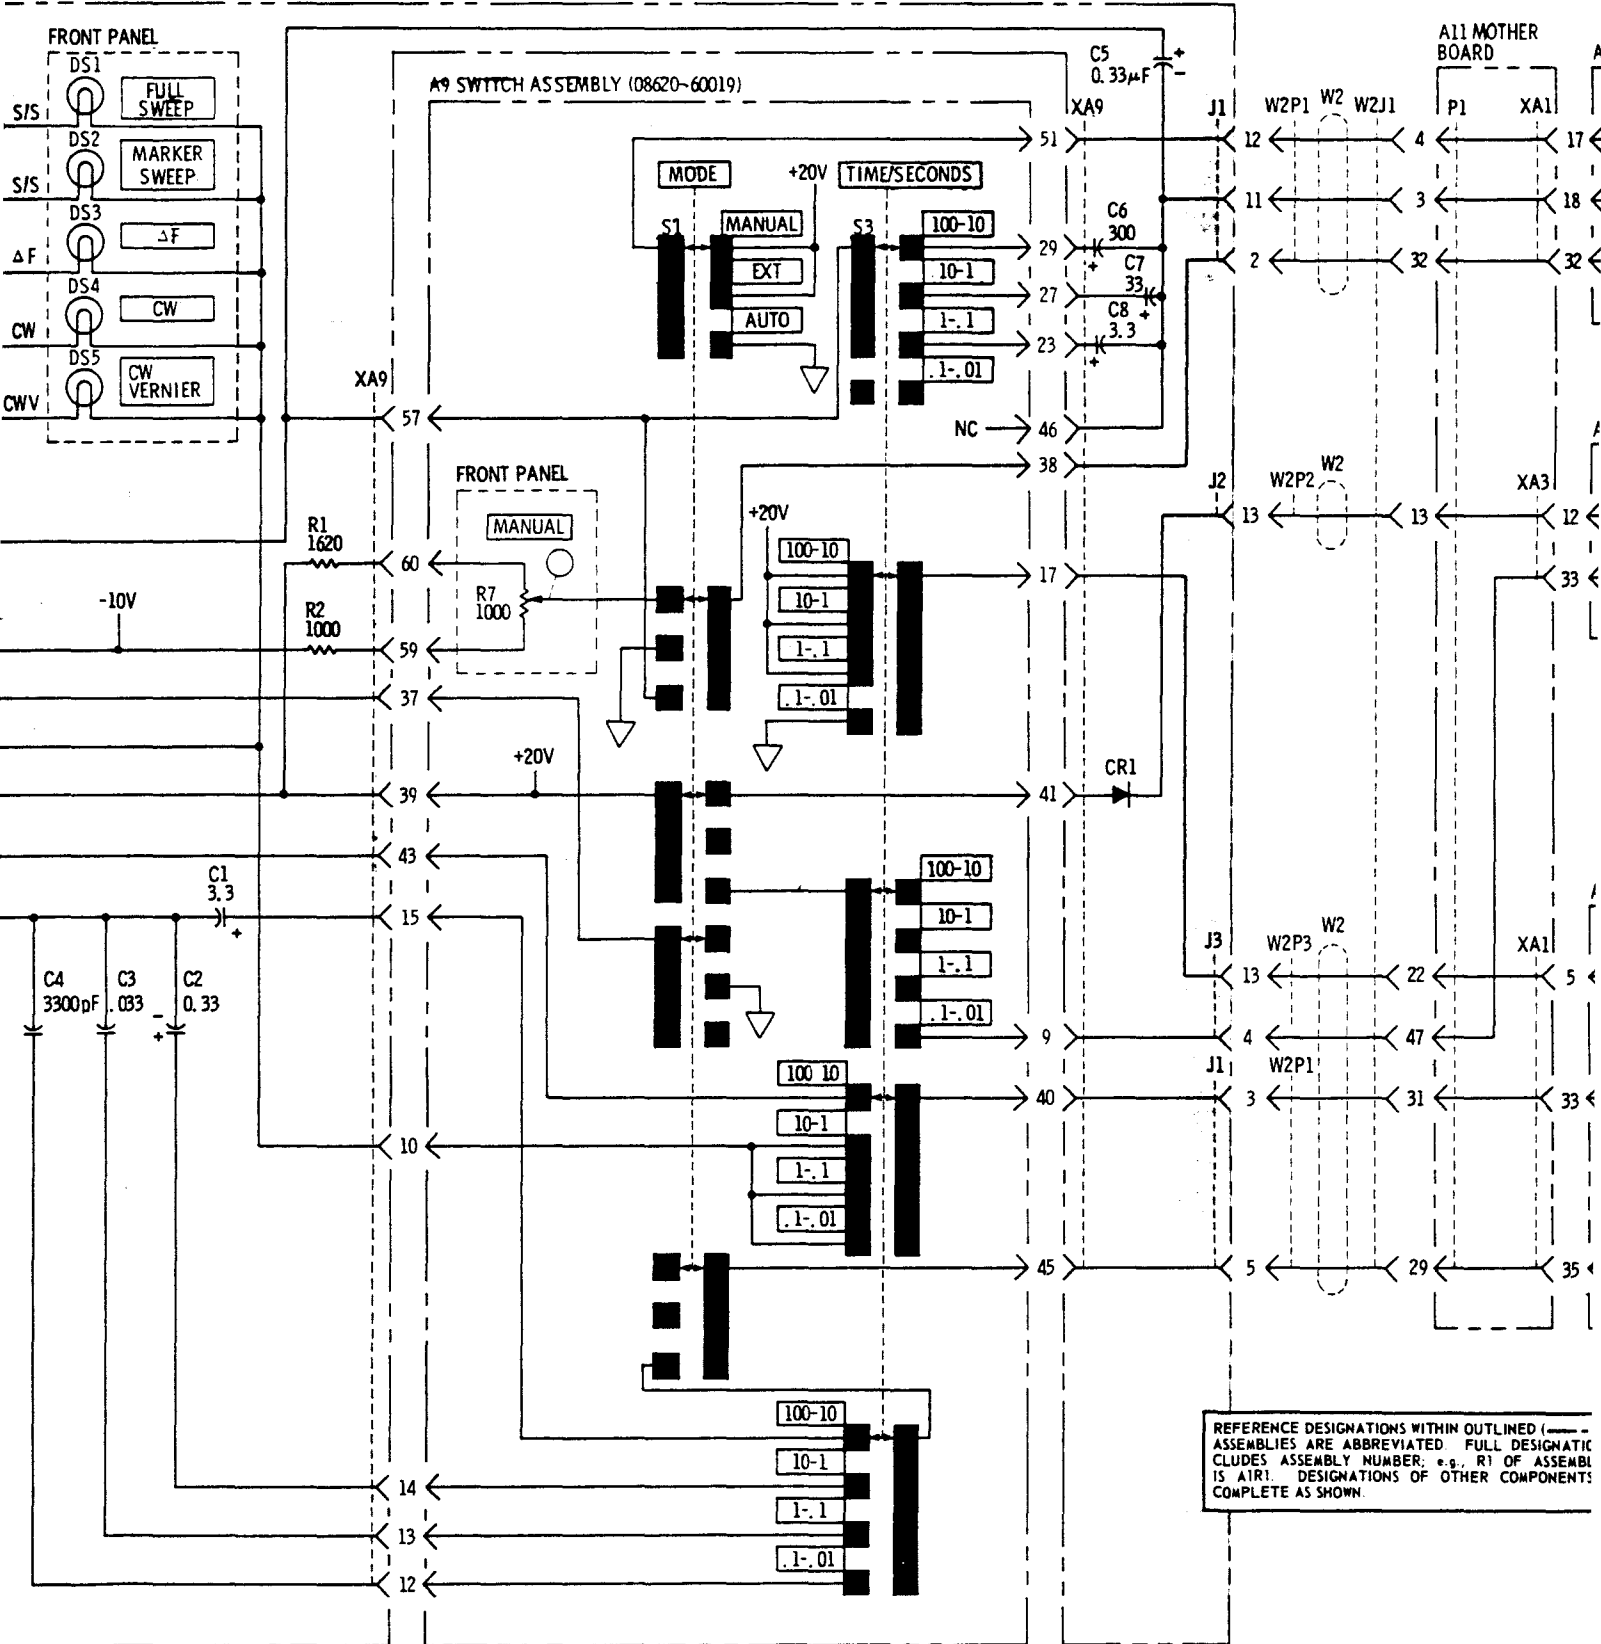 FRONT PANEL
DS1
FULL
SWEEP
S/S
DS2
MARKER
SWEEP
S/S
DS3
ΔF
ΔF
DS4
CW
CW
DS5
CW
VERNIER
CWV
A9 SWITCH ASSEMBLY (08620-60019)
XA9
C5
0.33µF
+
-
XA9
J1
W2P1
W2
W2J1
A11 MOTHER
BOARD
P1
XA1
51
12
4
17
11
3
18
2
32
32
MODE
+20V
TIME/SECONDS
S1
MANUAL
EXT
AUTO
S3
100-10
10-1
1-.1
.1-.01
29
27
23
C6
300
+
C7
33
+
C8
3.3
+
57
NC
46
38
FRONT PANEL
MANUAL
R7
1000
R1
1620
60
-10V
R2
1000
59
37
+20V
100-10
10-1
1-.1
.1-.01
17
J2
W2P2
W2
XA3
13
13
12
33
+20V
39
41
CR1
43
C1
3.3
+
15
100-10
10-1
1-.1
.1-.01
9
J3
W2P3
W2
XA1
13
22
5
4
47
J1
W2P1
C4
3300pF
C3
.033
C2
0.33
-
+
100 10
10-1
1-.1
.1-.01
40
3
31
33
10
45
5
29
35
100-10
10-1
1-.1
.1-.01
14
13
12
REFERENCE DESIGNATIONS WITHIN OUTLINED (
ASSEMBLIES ARE ABBREVIATED. FULL DESIGNATIO
CLUDES ASSEMBLY NUMBER; e.g., R1 OF ASSEMBL
IS A1R1. DESIGNATIONS OF OTHER COMPONENTS
COMPLETE AS SHOWN.